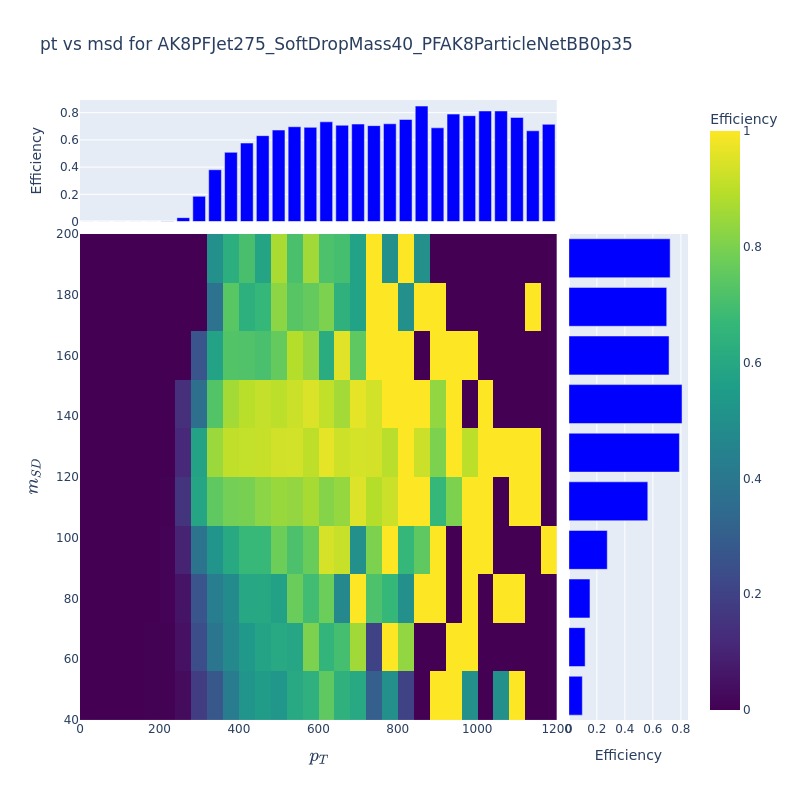 pt vs msd for AK8PFJet275_SoftDropMass40_PFAK8ParticleNetBB0p35
Efficiency
0.8
0.6
0.4
0.2
0
Efficiency
1
0.8
0.6
0.4
0.2
0
m_SD
200
180
160
140
120
100
80
60
40
0 200 400 600 800 1000 1200
p_T
0 0.2 0.4 0.6 0.8
Efficiency